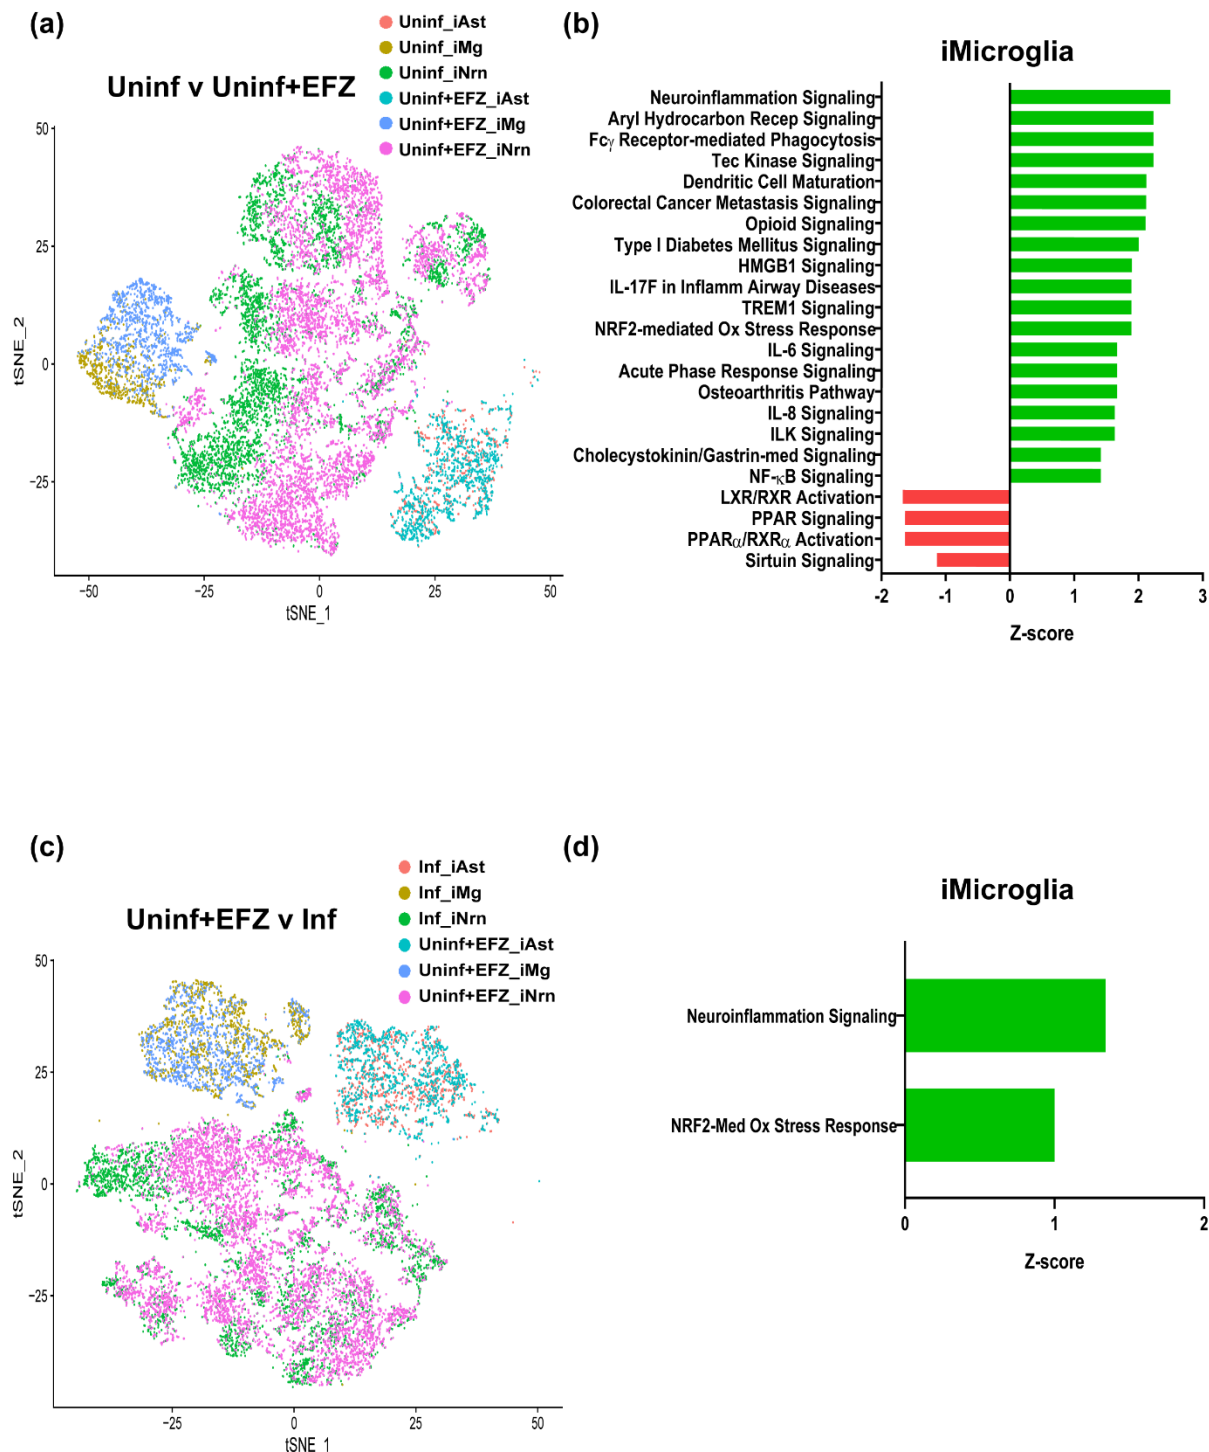 (a)
Uninf v Uninf+EFZ
Uninf_iAst
Uninf_iMg
Uninf_iNrn
Uninf+EFZ_iAst
Uninf+EFZ_iMg
Uninf+EFZ_iNrn
50
25
0
−25
tSNE_2
−50
−25
0
25
50
tSNE_1
(b)
iMicroglia
Neuroinflammation Signaling
Aryl Hydrocarbon Recep Signaling
Fcγ Receptor-mediated Phagocytosis
Tec Kinase Signaling
Dendritic Cell Maturation
Colorectal Cancer Metastasis Signaling
Opioid Signaling
Type I Diabetes Mellitus Signaling
HMGB1 Signaling
IL-17F in Inflamm Airway Diseases
TREM1 Signaling
NRF2-mediated Ox Stress Response
IL-6 Signaling
Acute Phase Response Signaling
Osteoarthritis Pathway
IL-8 Signaling
ILK Signaling
Cholecystokinin/Gastrin-med Signaling
NF-κB Signaling
LXR/RXR Activation
PPAR Signaling
PPARα/RXRα Activation
Sirtuin Signaling
-2
-1
0
1
2
3
Z-score
(c)
Uninf+EFZ v Inf
Inf_iAst
Inf_iMg
Inf_iNrn
Uninf+EFZ_iAst
Uninf+EFZ_iMg
Uninf+EFZ_iNrn
50
25
0
−25
tSNE_2
−25
0
25
50
tSNE_1
(d)
iMicroglia
Neuroinflammation Signaling
NRF2-Med Ox Stress Response
0
1
2
Z-score